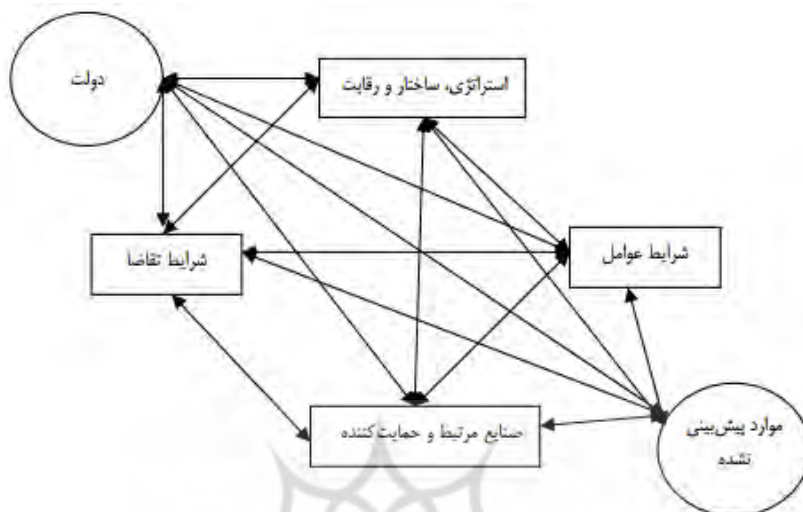 دولت
استراتژی، ساختار و رقابت
شرایط تقاضا
شرایط عوامل
صنایع مرتبط و حمایت‌کننده
موارد پیش‌بینی
نشده